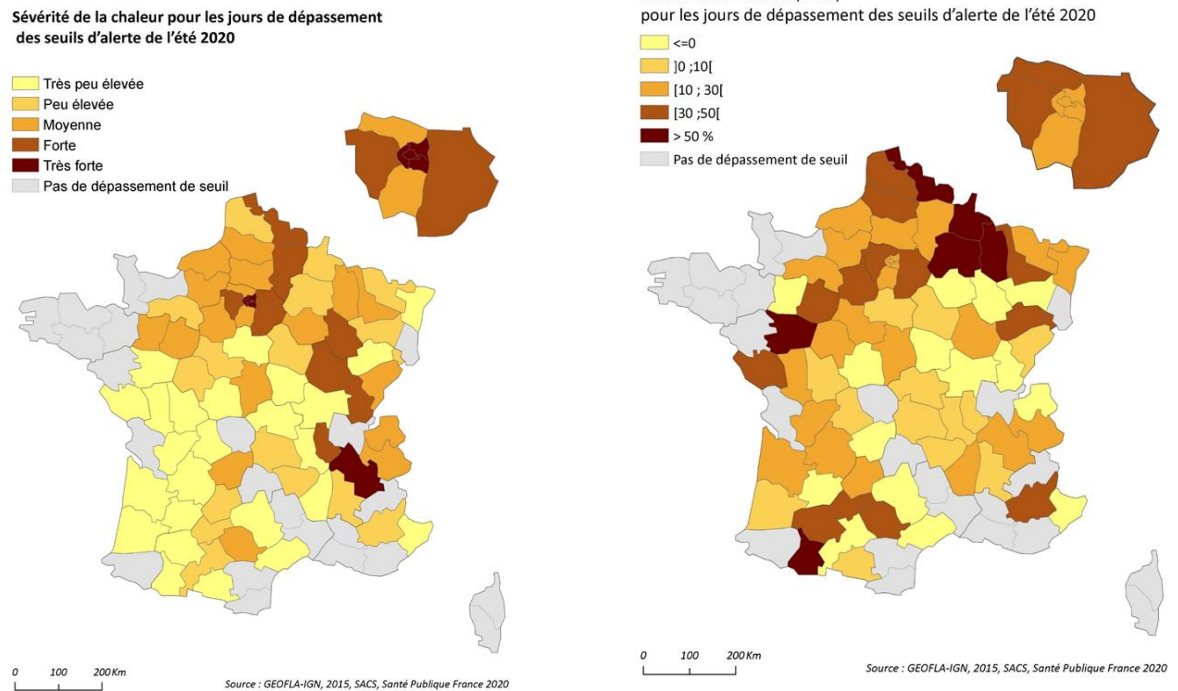 Sévérité de la chaleur pour les jours de dépassement
des seuils d'alerte de l'été 2020
Très peu élevée
Peu élevée
Moyenne
Forte
Très forte
Pas de dépassement de seuil
0 100 200 Km
Source : GEOFLA-IGN, 2015, SACS, Santé Publique France 2020
pour les jours de dépassement des seuils d'alerte de l'été 2020
<=0
]0 ;10[
[10 ; 30[
[30 ;50[
> 50 %
Pas de dépassement de seuil
0 100 200 Km
Source : GEOFLA-IGN, 2015, SACS, Santé Publique France 2020